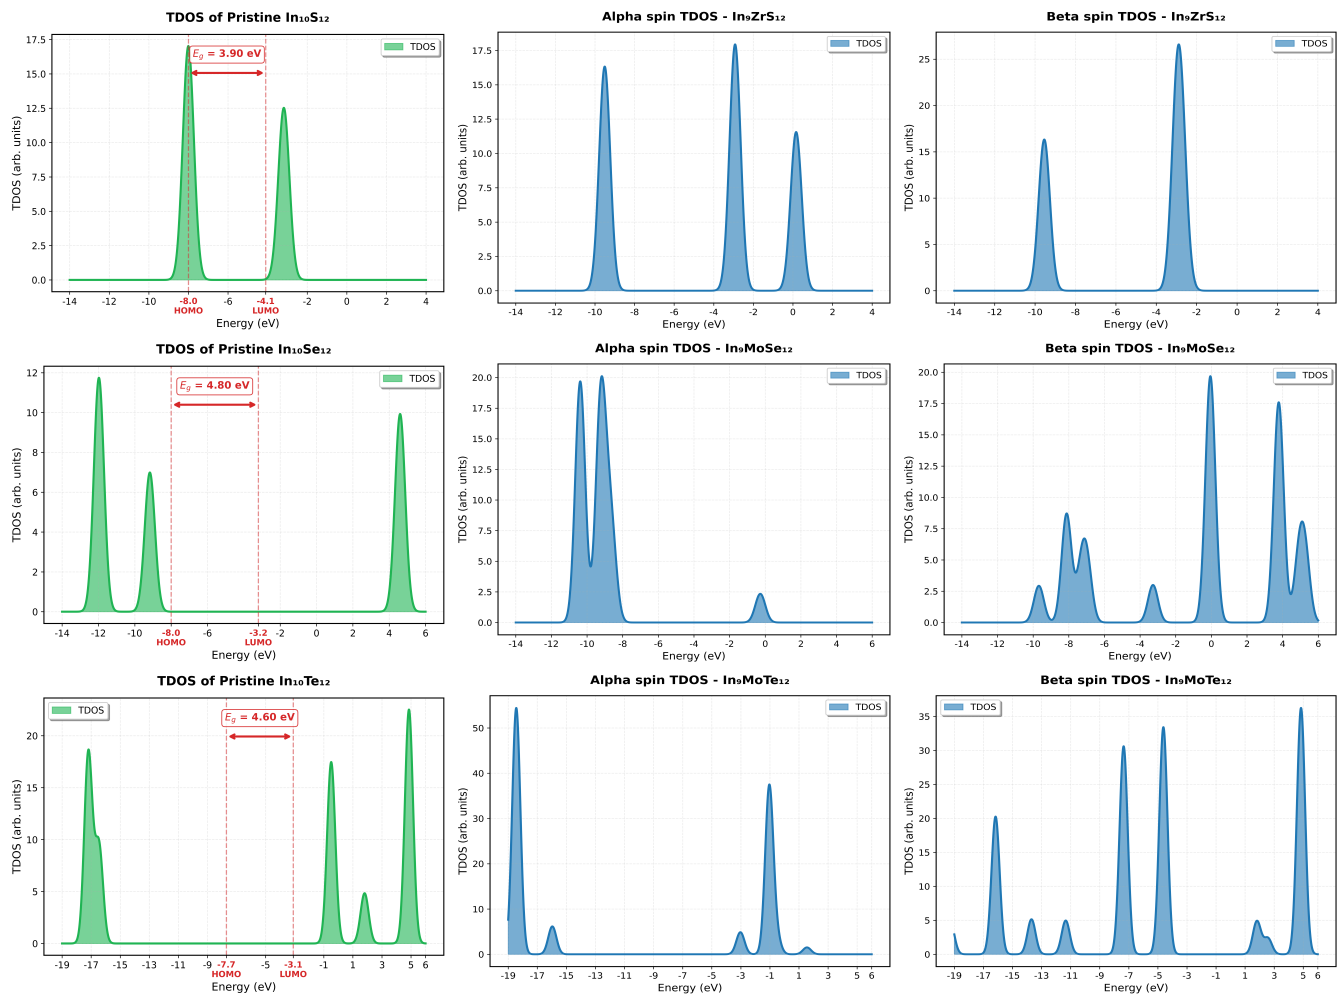 TDOS of Pristine In₁₀S₁₂
TDOS
E_g = 3.90 eV
17.5
15.0
12.5
10.0
7.5
5.0
2.5
0.0
TDOS (arb. units)
-14 -12 -10 -8.0 -6 -4.1 -2 0 2 4
HOMO LUMO
Energy (eV)
Alpha spin TDOS - In₉ZrS₁₂
TDOS
17.5
15.0
12.5
10.0
7.5
5.0
2.5
0.0
TDOS (arb. units)
-14 -12 -10 -8 -6 -4 -2 0 2 4
Energy (eV)
Beta spin TDOS - In₉ZrS₁₂
TDOS
25
20
15
10
5
0
TDOS (arb. units)
-14 -12 -10 -8 -6 -4 -2 0 2 4
Energy (eV)
TDOS of Pristine In₁₀Se₁₂
TDOS
E_g = 4.80 eV
12
10
8
6
4
2
0
TDOS (arb. units)
-14 -12 -10 -8.0 -6 -3.2 -2 0 2 4 6
HOMO LUMO
Energy (eV)
Alpha spin TDOS - In₉MoSe₁₂
TDOS
20.0
17.5
15.0
12.5
10.0
7.5
5.0
2.5
0.0
TDOS (arb. units)
-14 -12 -10 -8 -6 -4 -2 0 2 4 6
Energy (eV)
Beta spin TDOS - In₉MoSe₁₂
TDOS
20.0
17.5
15.0
12.5
10.0
7.5
5.0
2.5
0.0
TDOS (arb. units)
-14 -12 -10 -8 -6 -4 -2 0 2 4 6
Energy (eV)
TDOS of Pristine In₁₀Te₁₂
TDOS
E_g = 4.60 eV
20
15
10
5
0
TDOS (arb. units)
-19 -17 -15 -13 -11 -9 -7.7 -5 -3.1 -1 1 3 5 6
HOMO LUMO
Energy (eV)
Alpha spin TDOS - In₉MoTe₁₂
TDOS
50
40
30
20
10
0
TDOS (arb. units)
-19 -17 -15 -13 -11 -9 -7 -5 -3 -1 1 3 5 6
Energy (eV)
Beta spin TDOS - In₉MoTe₁₂
TDOS
35
30
25
20
15
10
5
0
TDOS (arb. units)
-19 17 15 -13 -11 -9 -7 -5 -3 -1 1 3 5 6
Energy (eV)